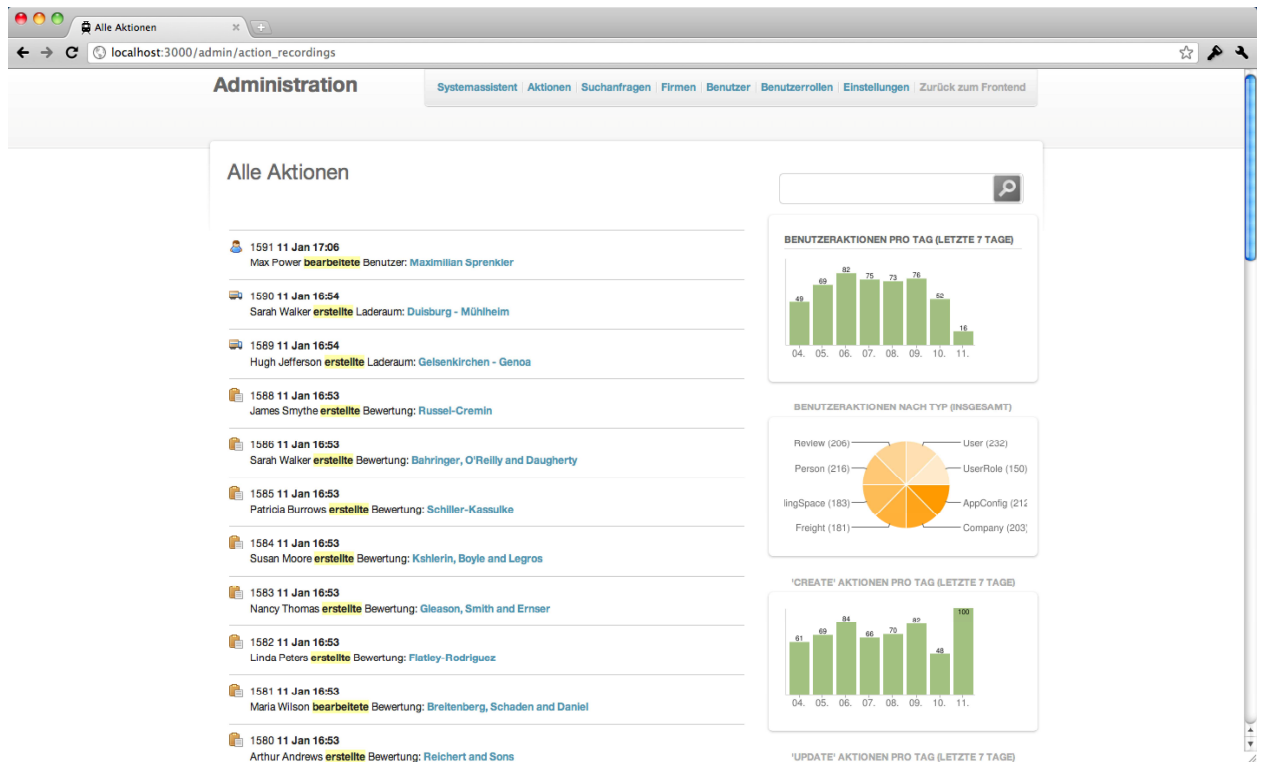 Alle Aktionen
localhost:3000/admin/action_recordings
Administration
Systemassistent Aktionen Suchanfragen Firmen Benutzer Benutzerrollen Einstellungen Zurück zum Frontend
Alle Aktionen
1591 11 Jan 17:06
Max Power bearbeitete Benutzer: Maximilian Sprenkler
1590 11 Jan 16:54
Sarah Walker erstellte Laderaum: Duisburg - Mühlheim
1589 11 Jan 16:54
Hugh Jefferson erstellte Laderaum: Gelsenkirchen - Genoa
1588 11 Jan 16:53
James Smythe erstellte Bewertung: Russel-Cremin
1586 11 Jan 16:53
Sarah Walker erstellte Bewertung: Bahringer, O'Reilly and Daugherty
1585 11 Jan 16:53
Patricia Burrows erstellte Bewertung: Schiller-Kassulke
1584 11 Jan 16:53
Susan Moore erstellte Bewertung: Kshlerin, Boyle and Legros
1583 11 Jan 16:53
Nancy Thomas erstellte Bewertung: Gleason, Smith and Ernser
1582 11 Jan 16:53
Linda Peters erstellte Bewertung: Flatley-Rodriguez
1581 11 Jan 16:53
Maria Wilson bearbeitete Bewertung: Breitenberg, Schaden and Daniel
1580 11 Jan 16:53
Arthur Andrews erstellte Bewertung: Reichert and Sons
BENUTZERAKTIONEN PRO TAG (LETZTE 7 TAGE)
49 69 82 75 73 76 52 16
04. 05. 06. 07. 08. 09. 10. 11.
BENUTZERAKTIONEN NACH TYP (INSGESAMT)
Review (206) User (232)
Person (216) UserRole (150)
lingSpace (183) AppConfig (212
Freight (181) Company (203)
'CREATE' AKTIONEN PRO TAG (LETZTE 7 TAGE)
61 69 84 66 70 82 48 100
04. 05. 06. 07. 08. 09. 10. 11.
'UPDATE' AKTIONEN PRO TAG (LETZTE 7 TAGE)